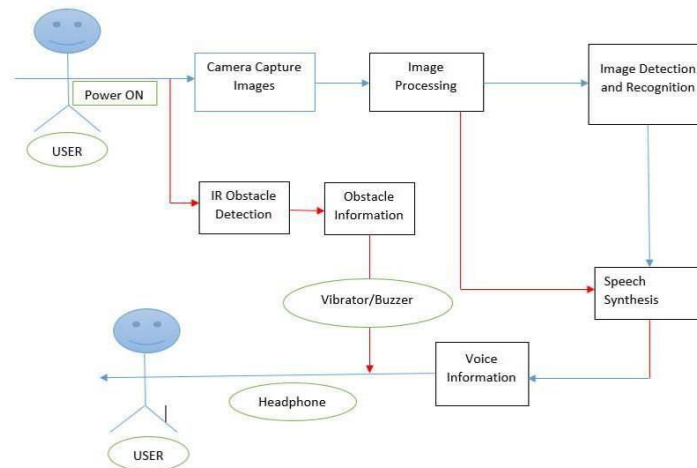 Camera Capture
Images
Image
Processing
Image Detection
and Recognition
Power ON
USER
IR Obstacle
Detection
Obstacle
Information
Speech
Synthesis
Vibrator/Buzzer
Voice
Information
Headphone
USER